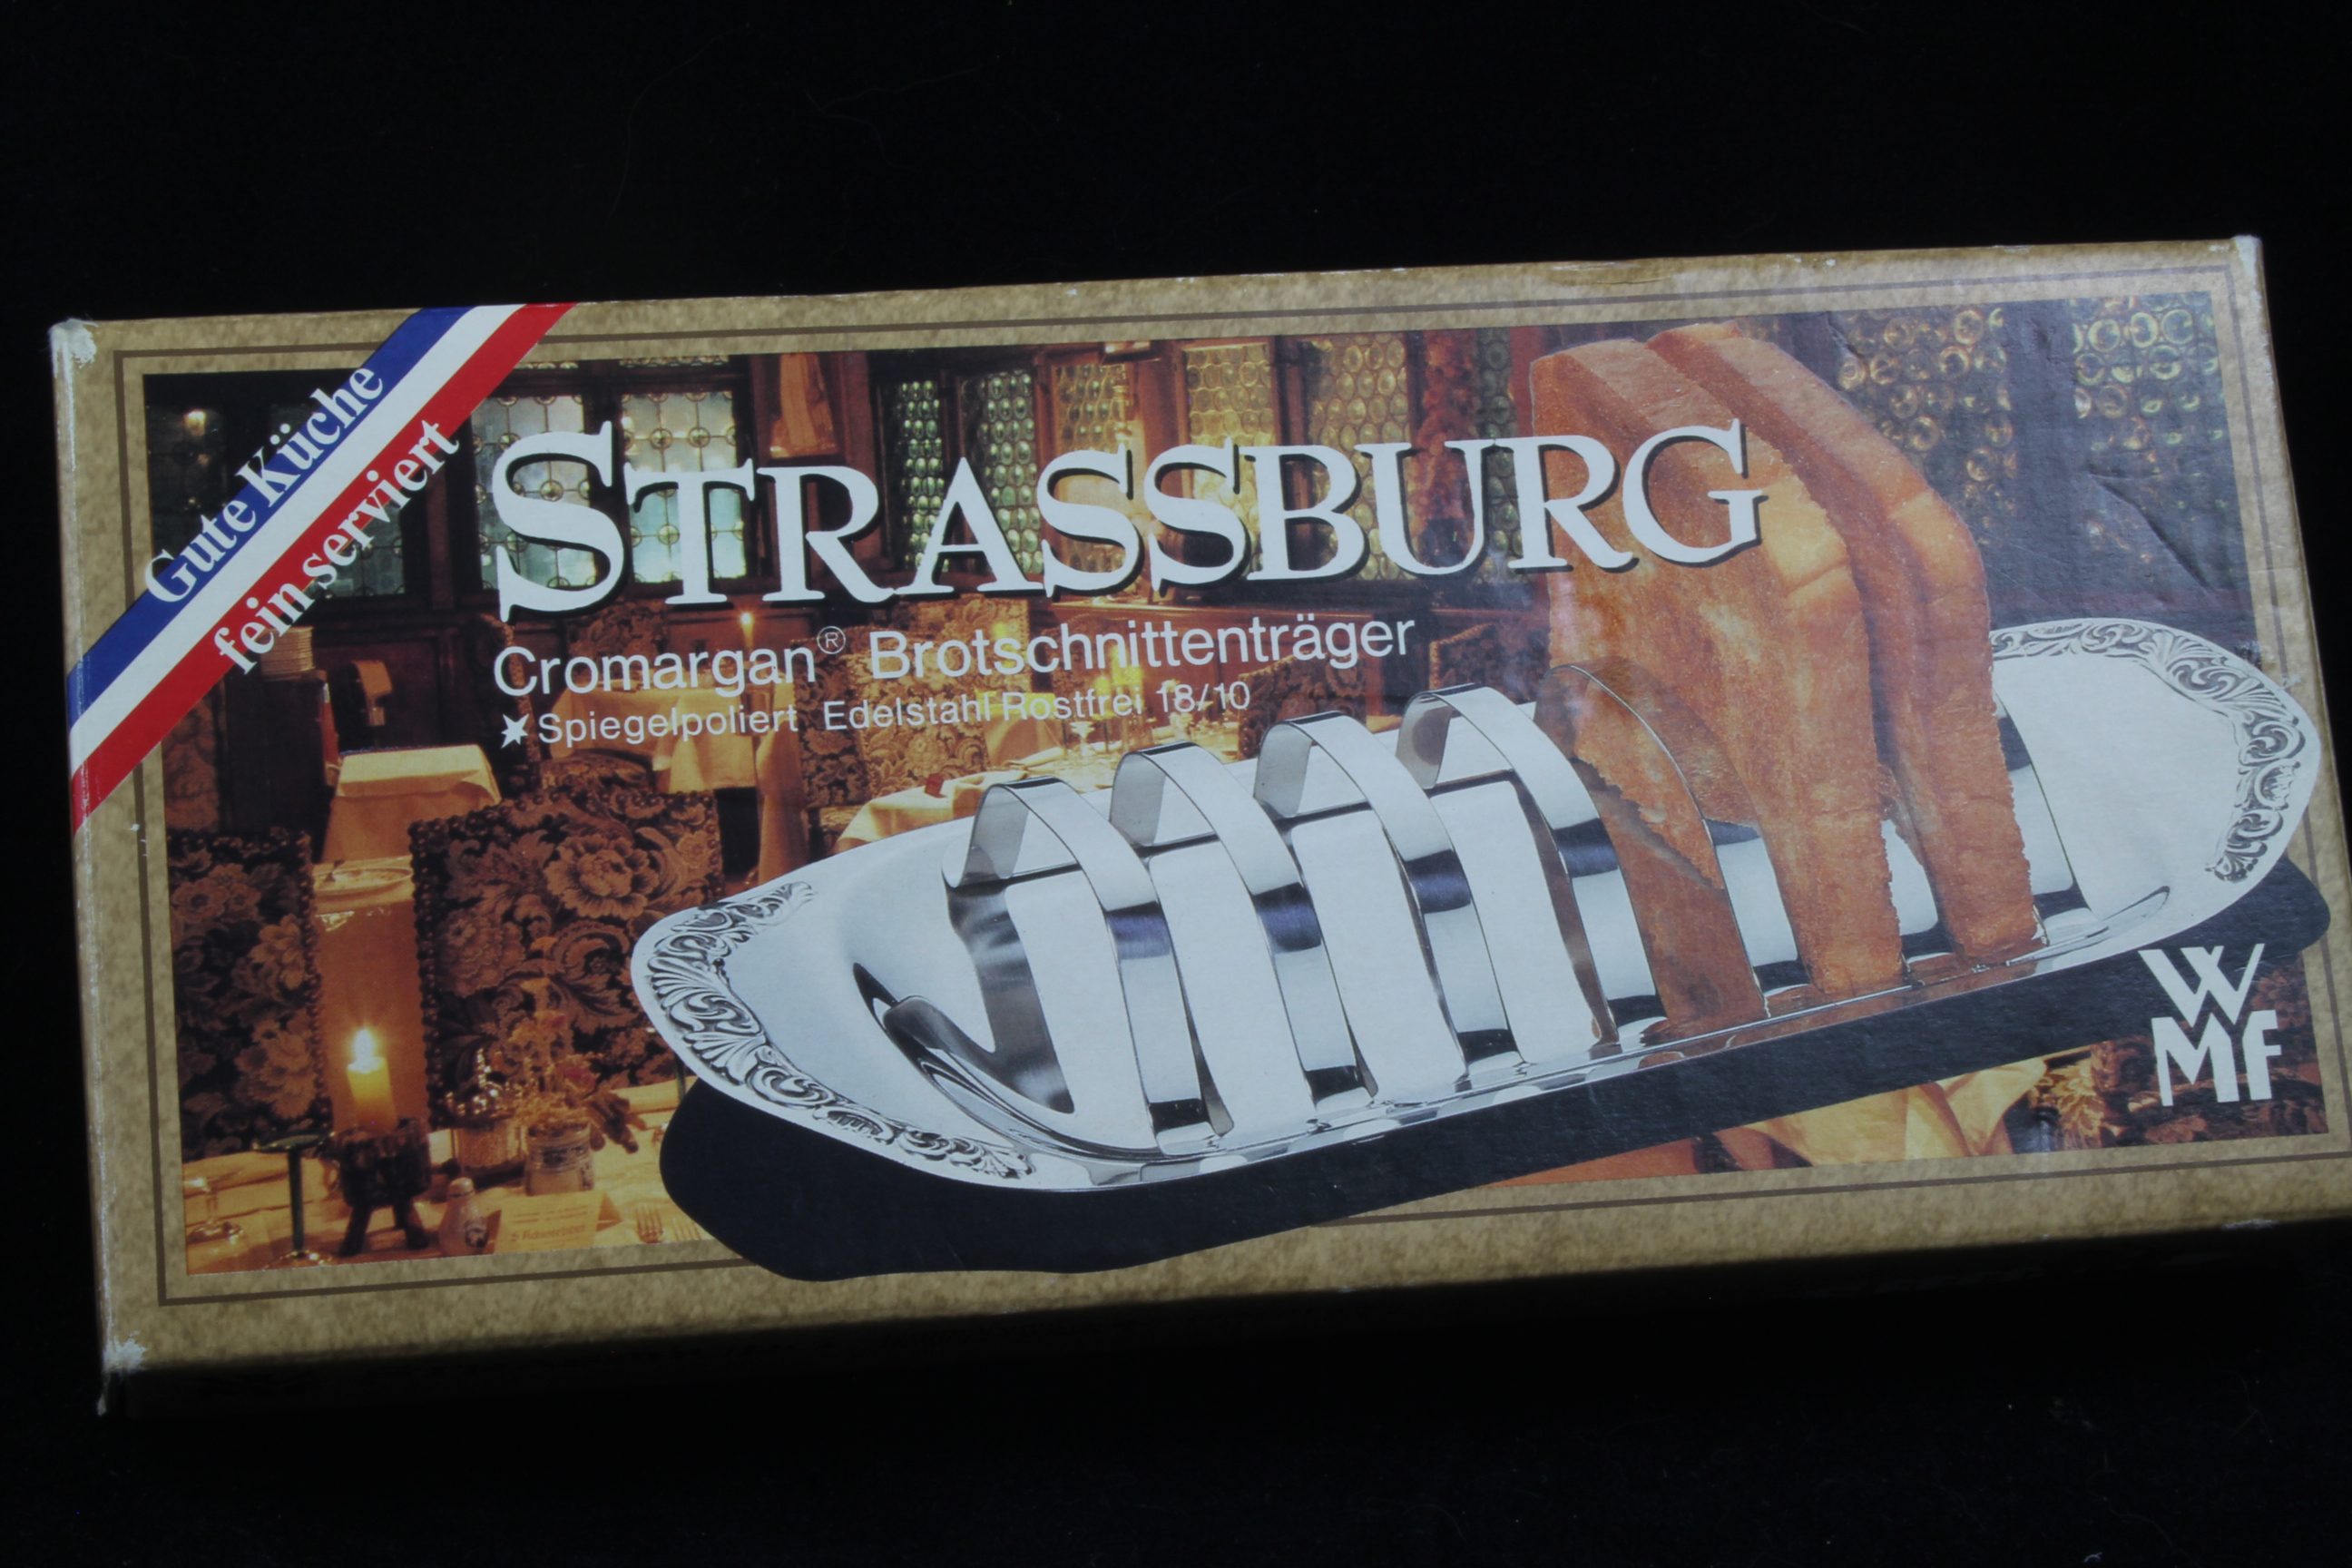 Gute Küche
fein serviert
STRASSBURG
Cromargan® Brotschnittenträger
Spiegelpoliert Edelstahl Rostfrei 18/10
WMF